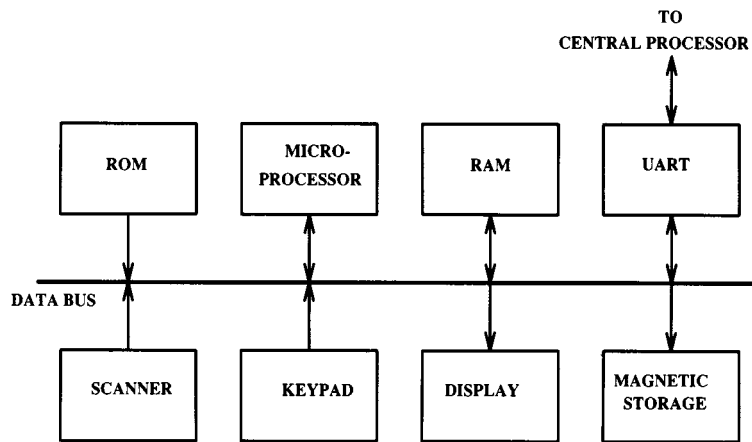 TO
CENTRAL PROCESSOR
ROM
MICRO-
PROCESSOR
RAM
UART
DATA BUS
SCANNER
KEYPAD
DISPLAY
MAGNETIC
STORAGE